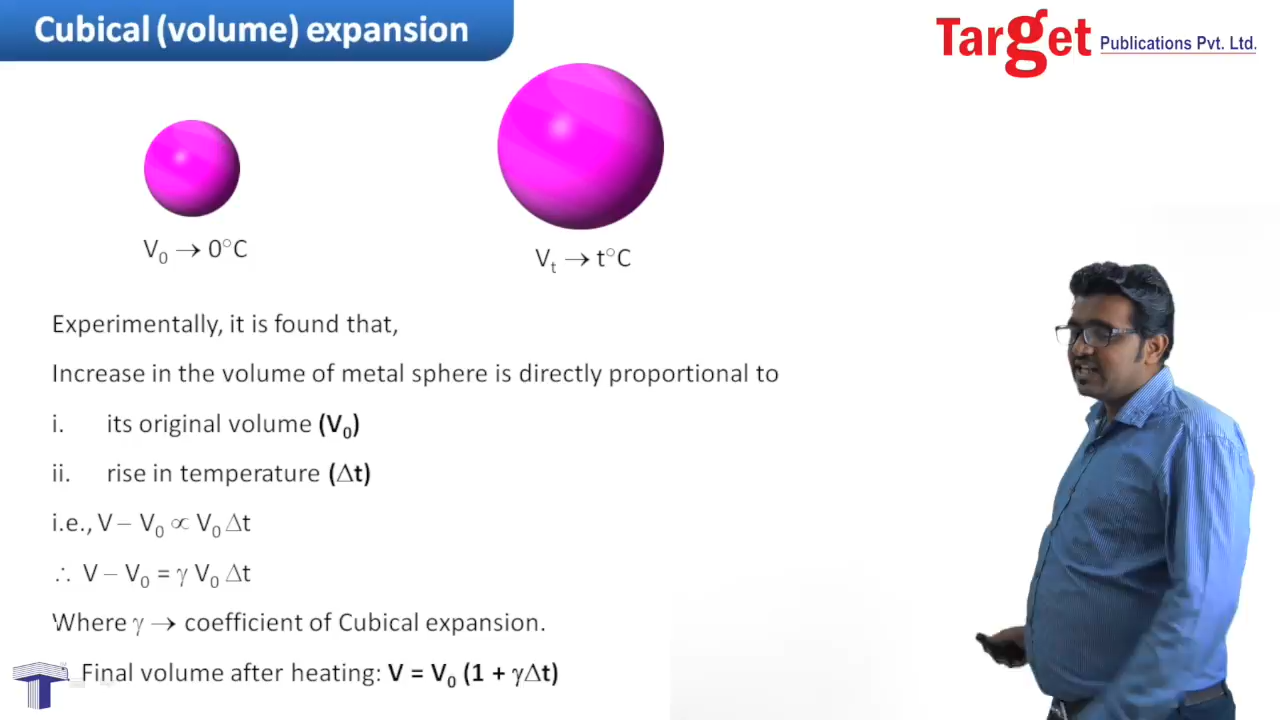 Cubical (volume) expansion
Target Publications Pvt. Ltd.
V₀ → 0°C
Vₜ → t°C
Experimentally, it is found that,
Increase in the volume of metal sphere is directly proportional to
i. its original volume (V₀)
ii. rise in temperature (Δt)
i.e., V – V₀ ∝ V₀ Δt
∴ V – V₀ = γ V₀ Δt
Where γ → coefficient of Cubical expansion.
Final volume after heating: V = V₀ (1 + γΔt)